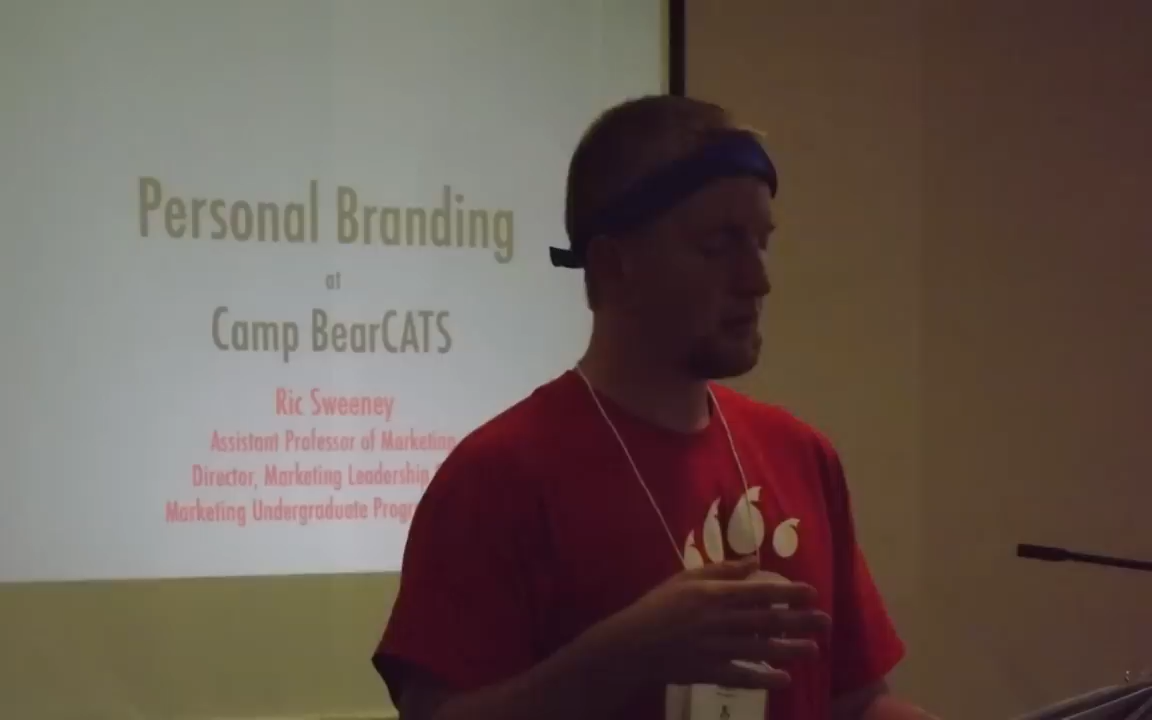 Personal Branding
at
Camp BearCATS
Ric Sweeney
Assistant Professor of Marketing
Director, Marketing Leadership
Marketing Undergraduate